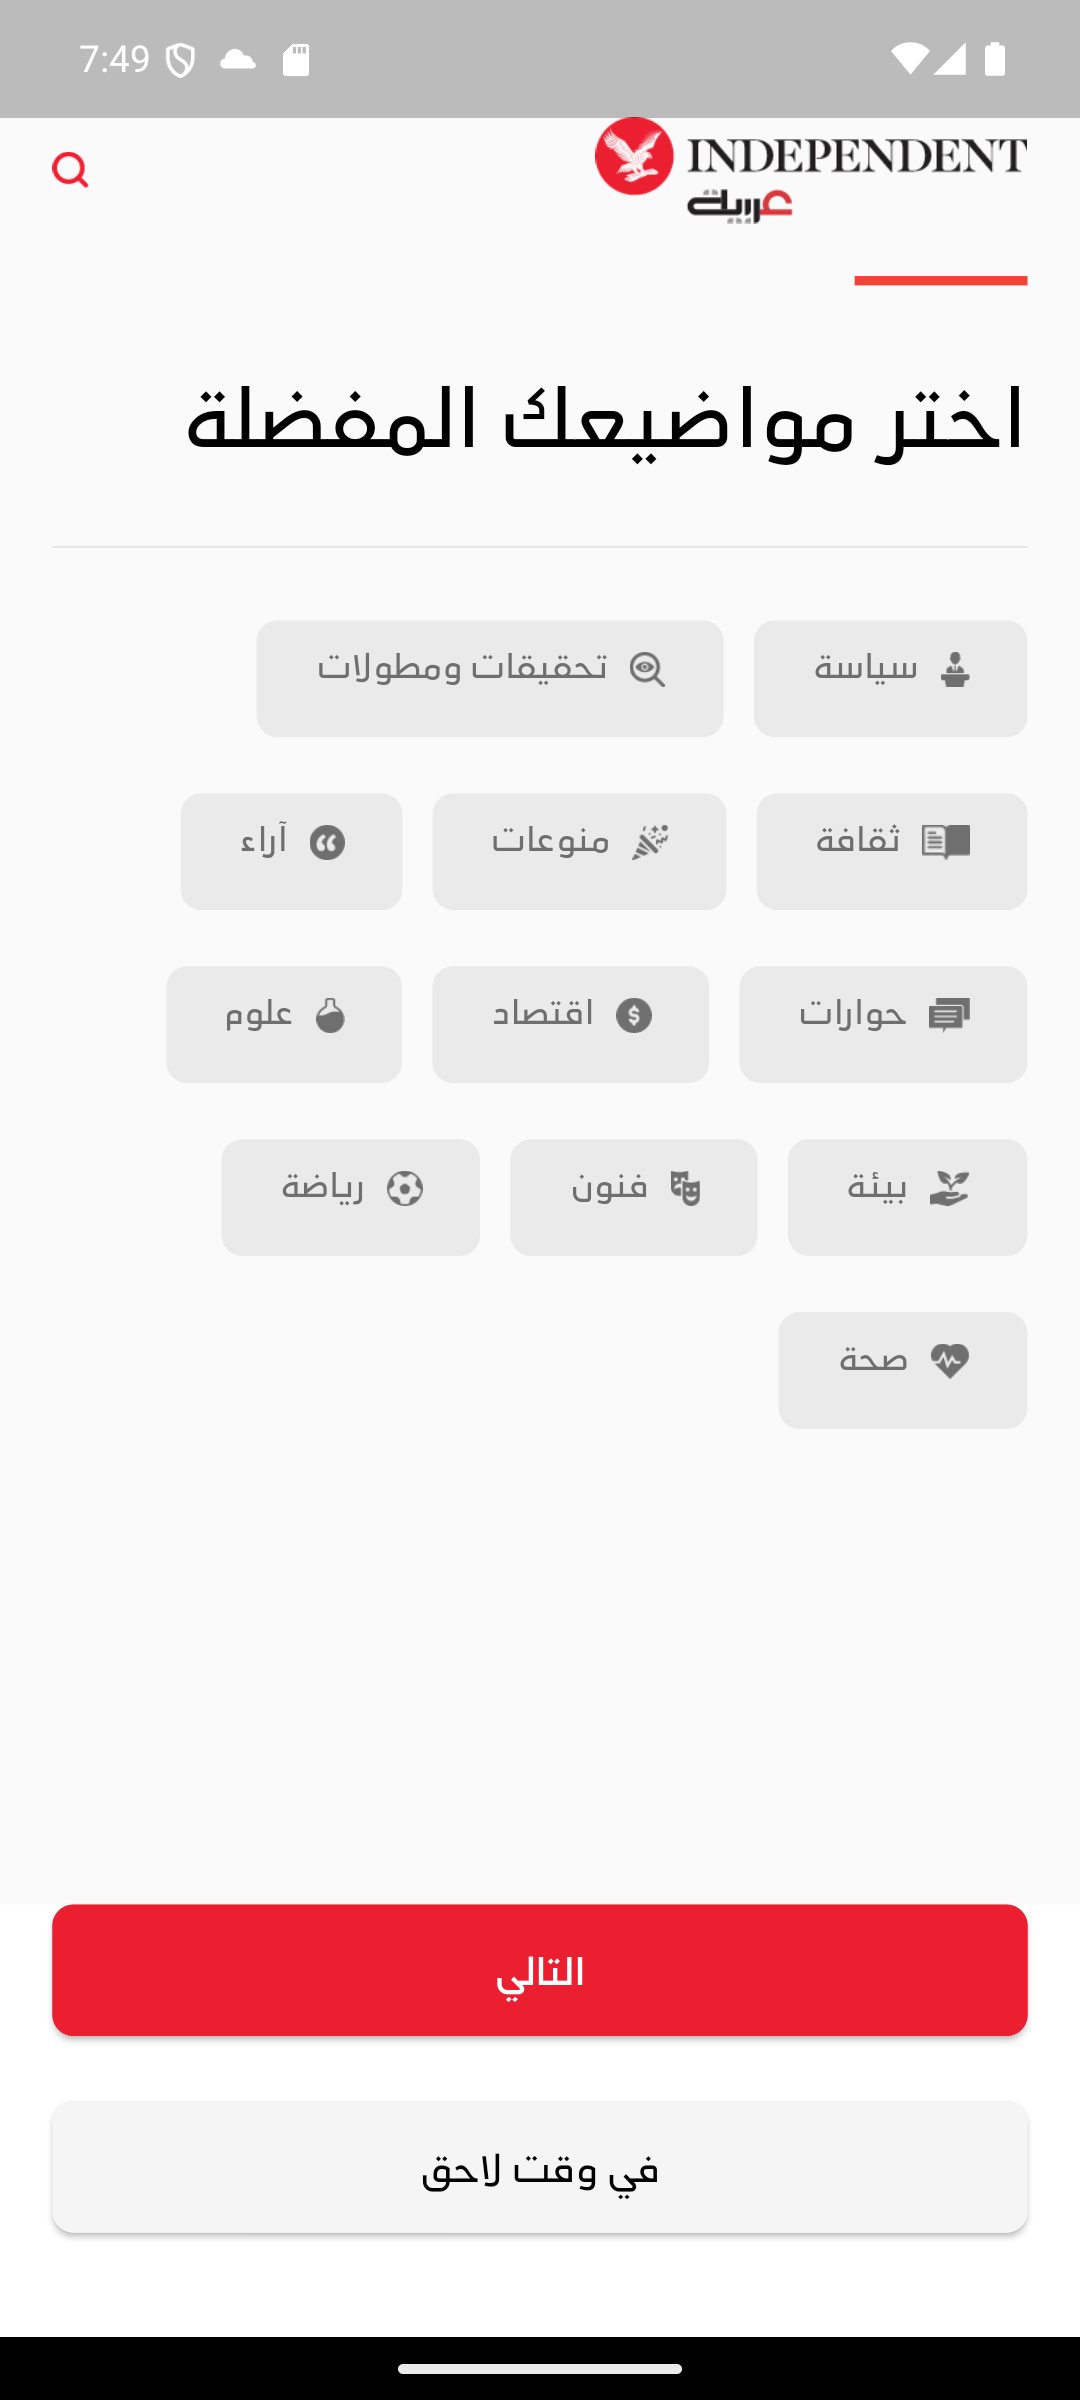 7:49
INDEPENDENT
عربية
اختر مواضيعك المفضلة
سياسة
تحقيقات ومطولات
ثقافة
منوعات
آراء
حوارات
اقتصاد
علوم
بيئة
فنون
رياضة
صحة
التالي
في وقت لاحق